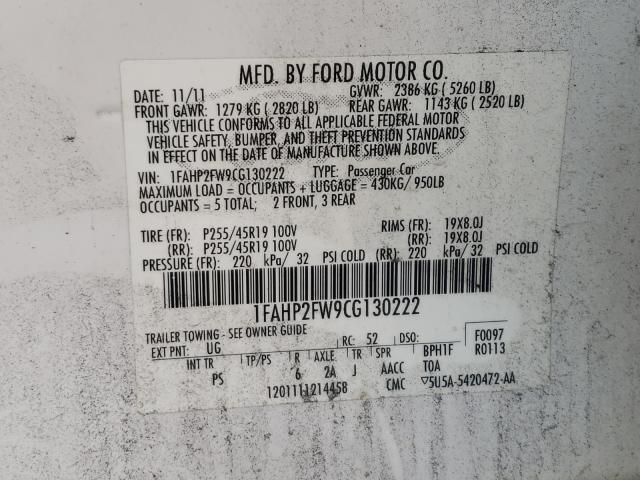 MFD. BY FORD MOTOR CO.
DATE: 11/11 GVWR: 2386 KG ( 5260 LB)
FRONT GAWR: 1279 KG ( 2820 LB) REAR GAWR: 1143 KG ( 2520 LB)
THIS VEHICLE CONFORMS TO ALL APPLICABLE FEDERAL MOTOR
VEHICLE SAFETY, BUMPER, AND THEFT PREVENTION STANDARDS
IN EFFECT ON THE DATE OF MANUFACTURE SHOWN ABOVE.
VIN: 1FAHP2FW9CG130222 TYPE: Passenger Car
MAXIMUM LOAD = OCCUPANTS + LUGGAGE = 430KG/ 950LB
OCCUPANTS = 5 TOTAL; 2 FRONT, 3 REAR
TIRE (FR): P255/45R19 100V RIMS (FR): 19X8.0J
(RR): P255/45R19 100V (RR): 19X8.0J
PRESSURE (FR): 220 kPa/ 32 PSI COLD (RR): 220 kPa/ 32 PSI COLD
1FAHP2FW9CG130222
TRAILER TOWING - SEE OWNER GUIDE
EXT PNT: UG RC: 52 DSO: F0097
INT TR TP/PS R AXLE TR SPR BPH1F R0113
PS 6 2A J AACC TOA
1201111214458 CMC ▽5U5A-5420472-AA